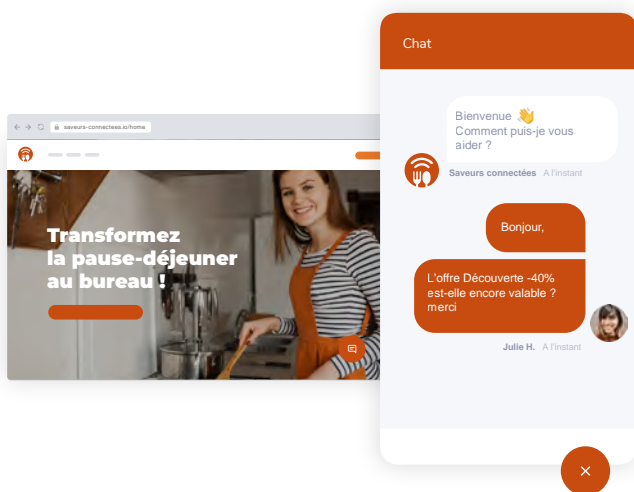 saveurs-connectees.io/home
Transformez
la pause-déjeuner
au bureau !
Chat
Bienvenue 👋
Comment puis-je vous
aider ?
Saveurs connectées A l'instant
Bonjour,
L'offre Découverte -40%
est-elle encore valable ?
merci
Julie H. A l'instant